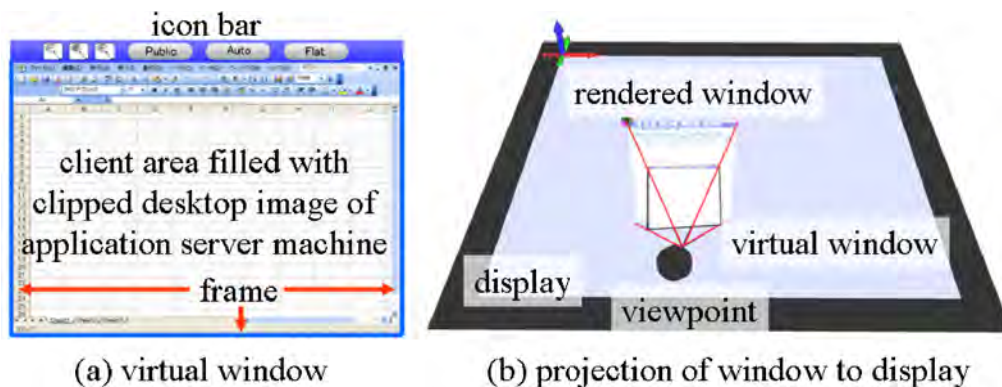 icon bar
Public Auto Flat
client area filled with
clipped desktop image of
application server machine
frame
(a) virtual window
rendered window
virtual window
display
viewpoint
(b) projection of window to display